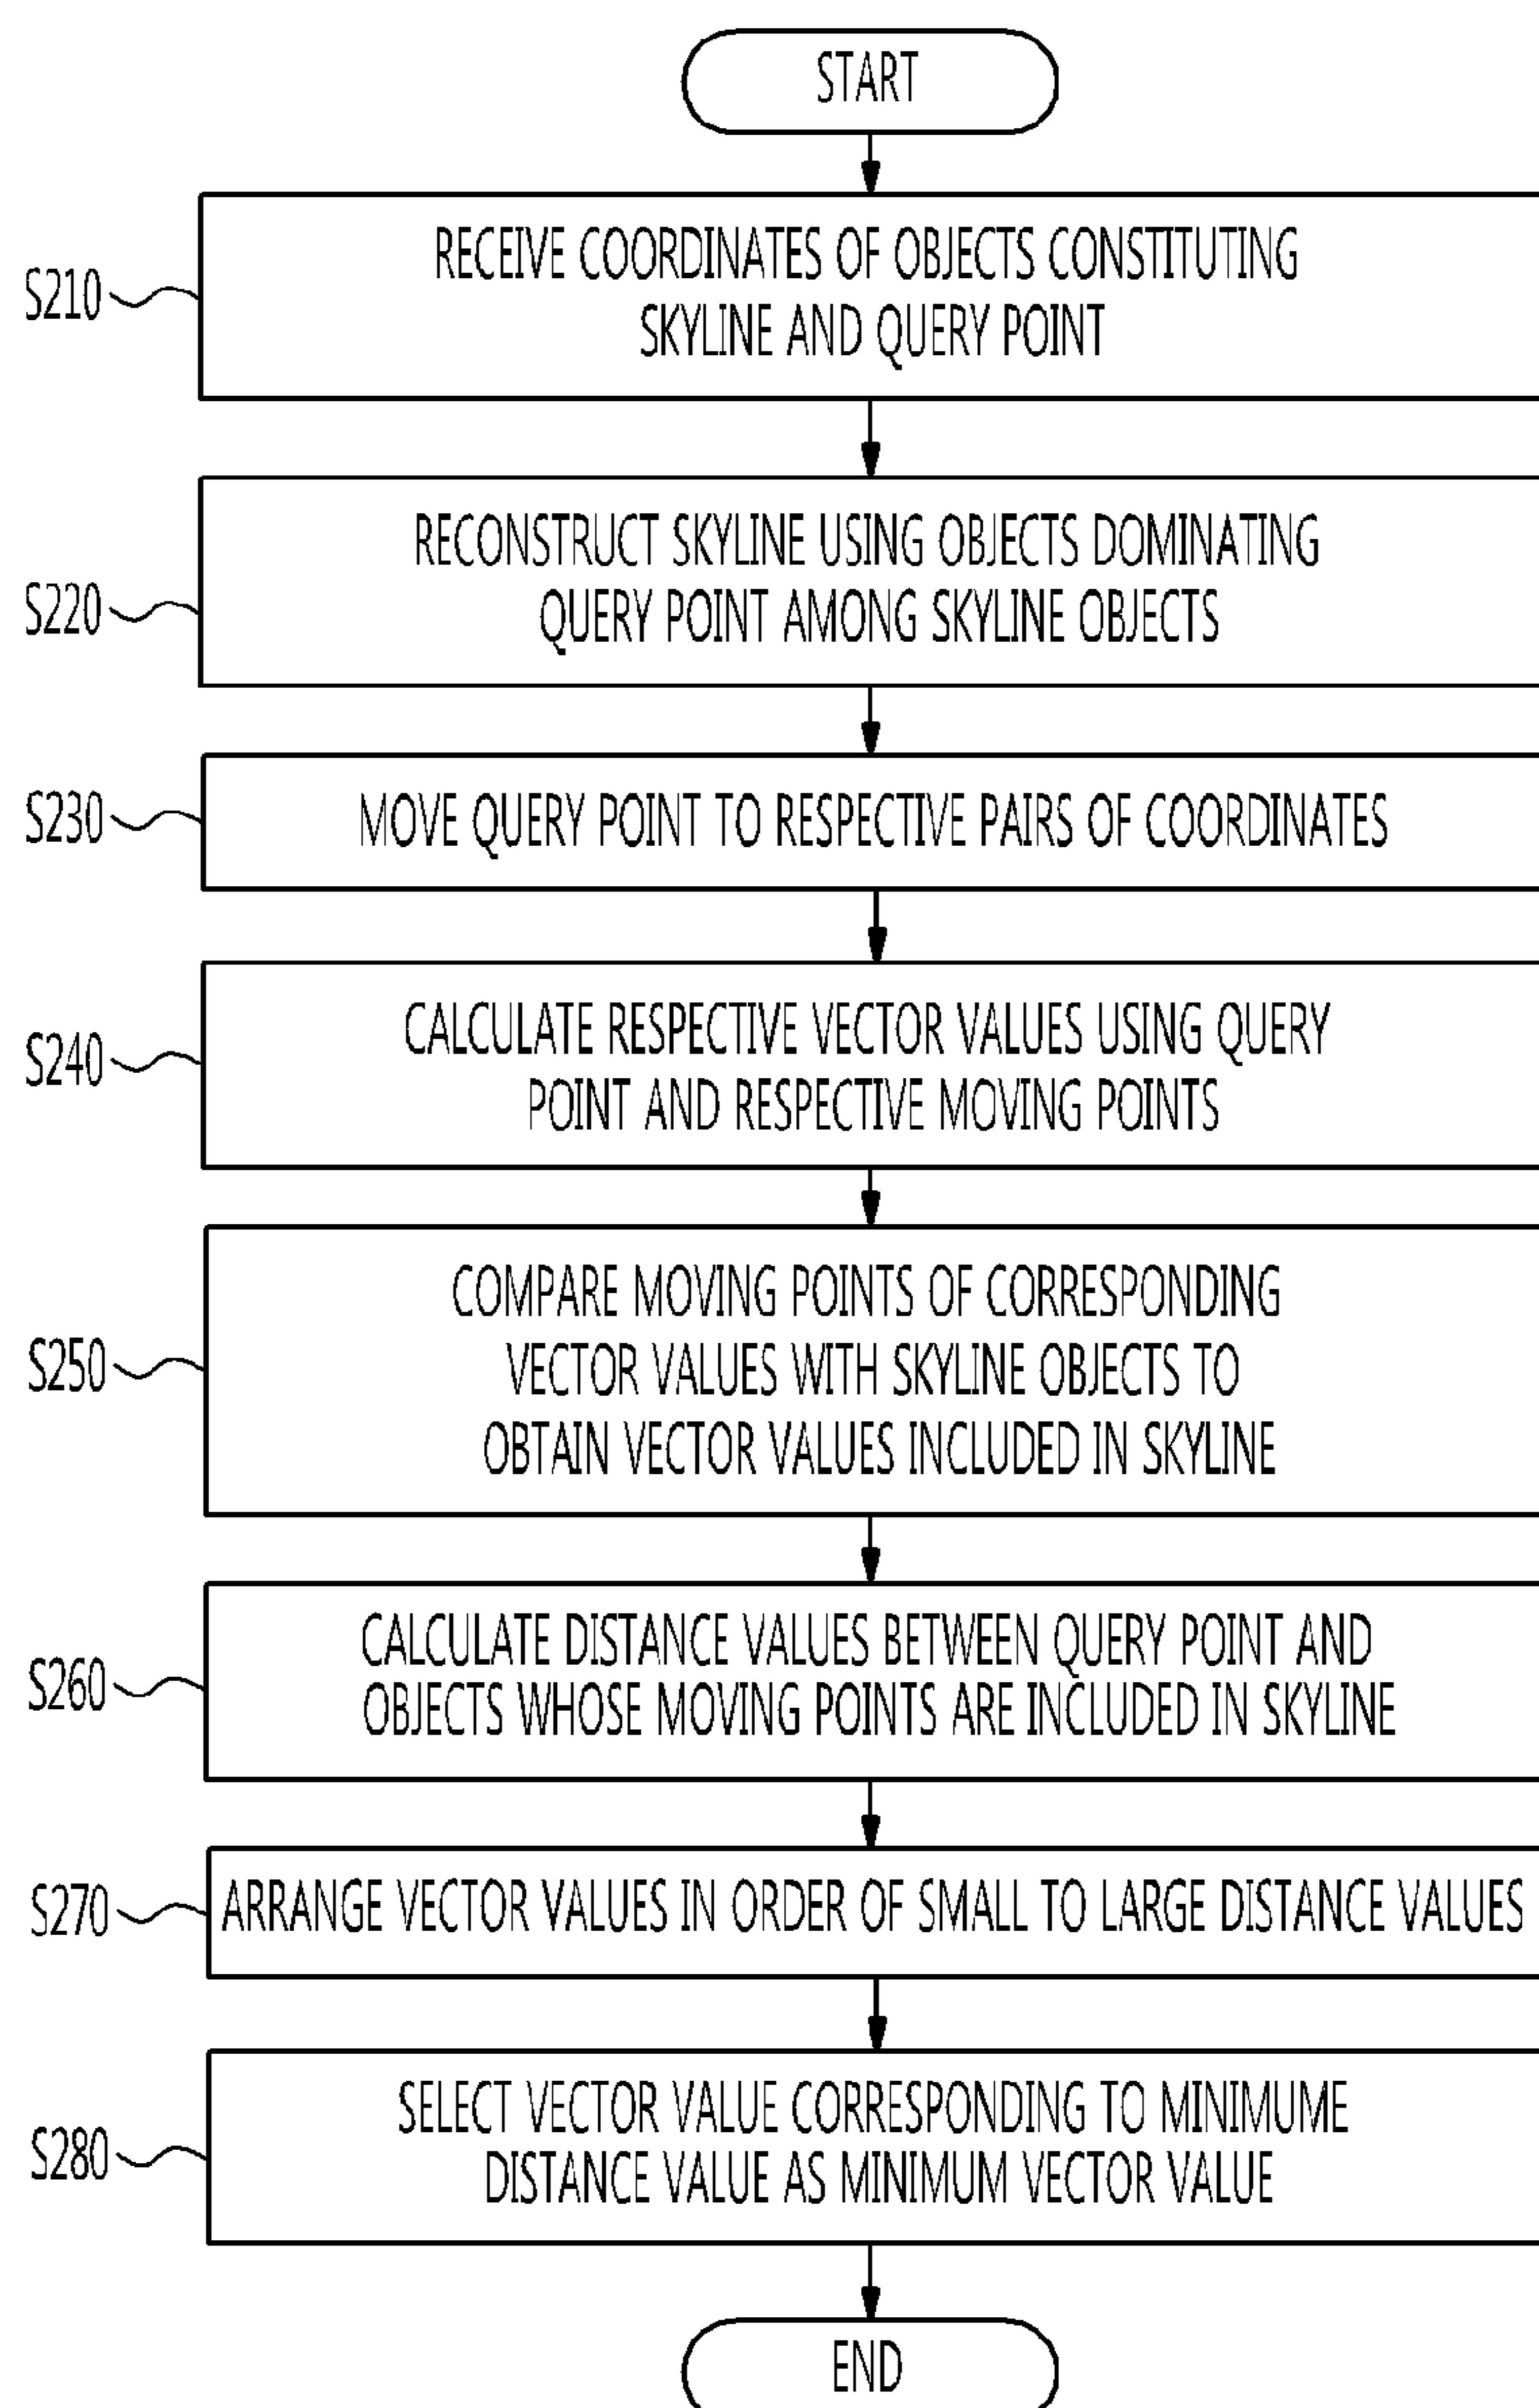 START
S210
RECEIVE COORDINATES OF OBJECTS CONSTITUTING
SKYLINE AND QUERY POINT
S220
RECONSTRUCT SKYLINE USING OBJECTS DOMINATING
QUERY POINT AMONG SKYLINE OBJECTS
S230
MOVE QUERY POINT TO RESPECTIVE PAIRS OF COORDINATES
S240
CALCULATE RESPECTIVE VECTOR VALUES USING QUERY
POINT AND RESPECTIVE MOVING POINTS
S250
COMPARE MOVING POINTS OF CORRESPONDING
VECTOR VALUES WITH SKYLINE OBJECTS TO
OBTAIN VECTOR VALUES INCLUDED IN SKYLINE
S260
CALCULATE DISTANCE VALUES BETWEEN QUERY POINT AND
OBJECTS WHOSE MOVING POINTS ARE INCLUDED IN SKYLINE
S270
ARRANGE VECTOR VALUES IN ORDER OF SMALL TO LARGE DISTANCE VALUES
S280
SELECT VECTOR VALUE CORRESPONDING TO MINIMUME
DISTANCE VALUE AS MINIMUM VECTOR VALUE
END